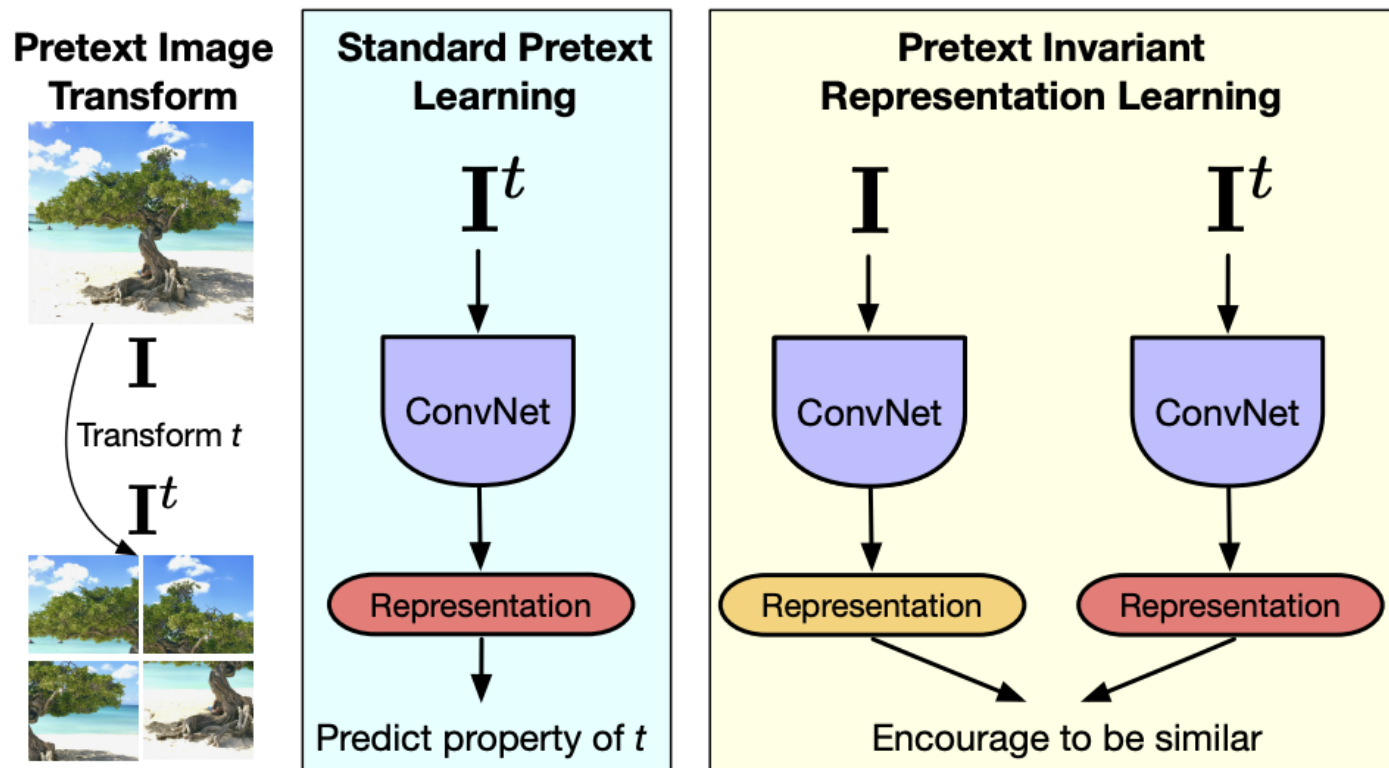 Pretext Image
Transform
I
Transform t
I^t
Standard Pretext
Learning
I^t
ConvNet
Representation
Predict property of t
Pretext Invariant
Representation Learning
I
I^t
ConvNet
ConvNet
Representation
Representation
Encourage to be similar